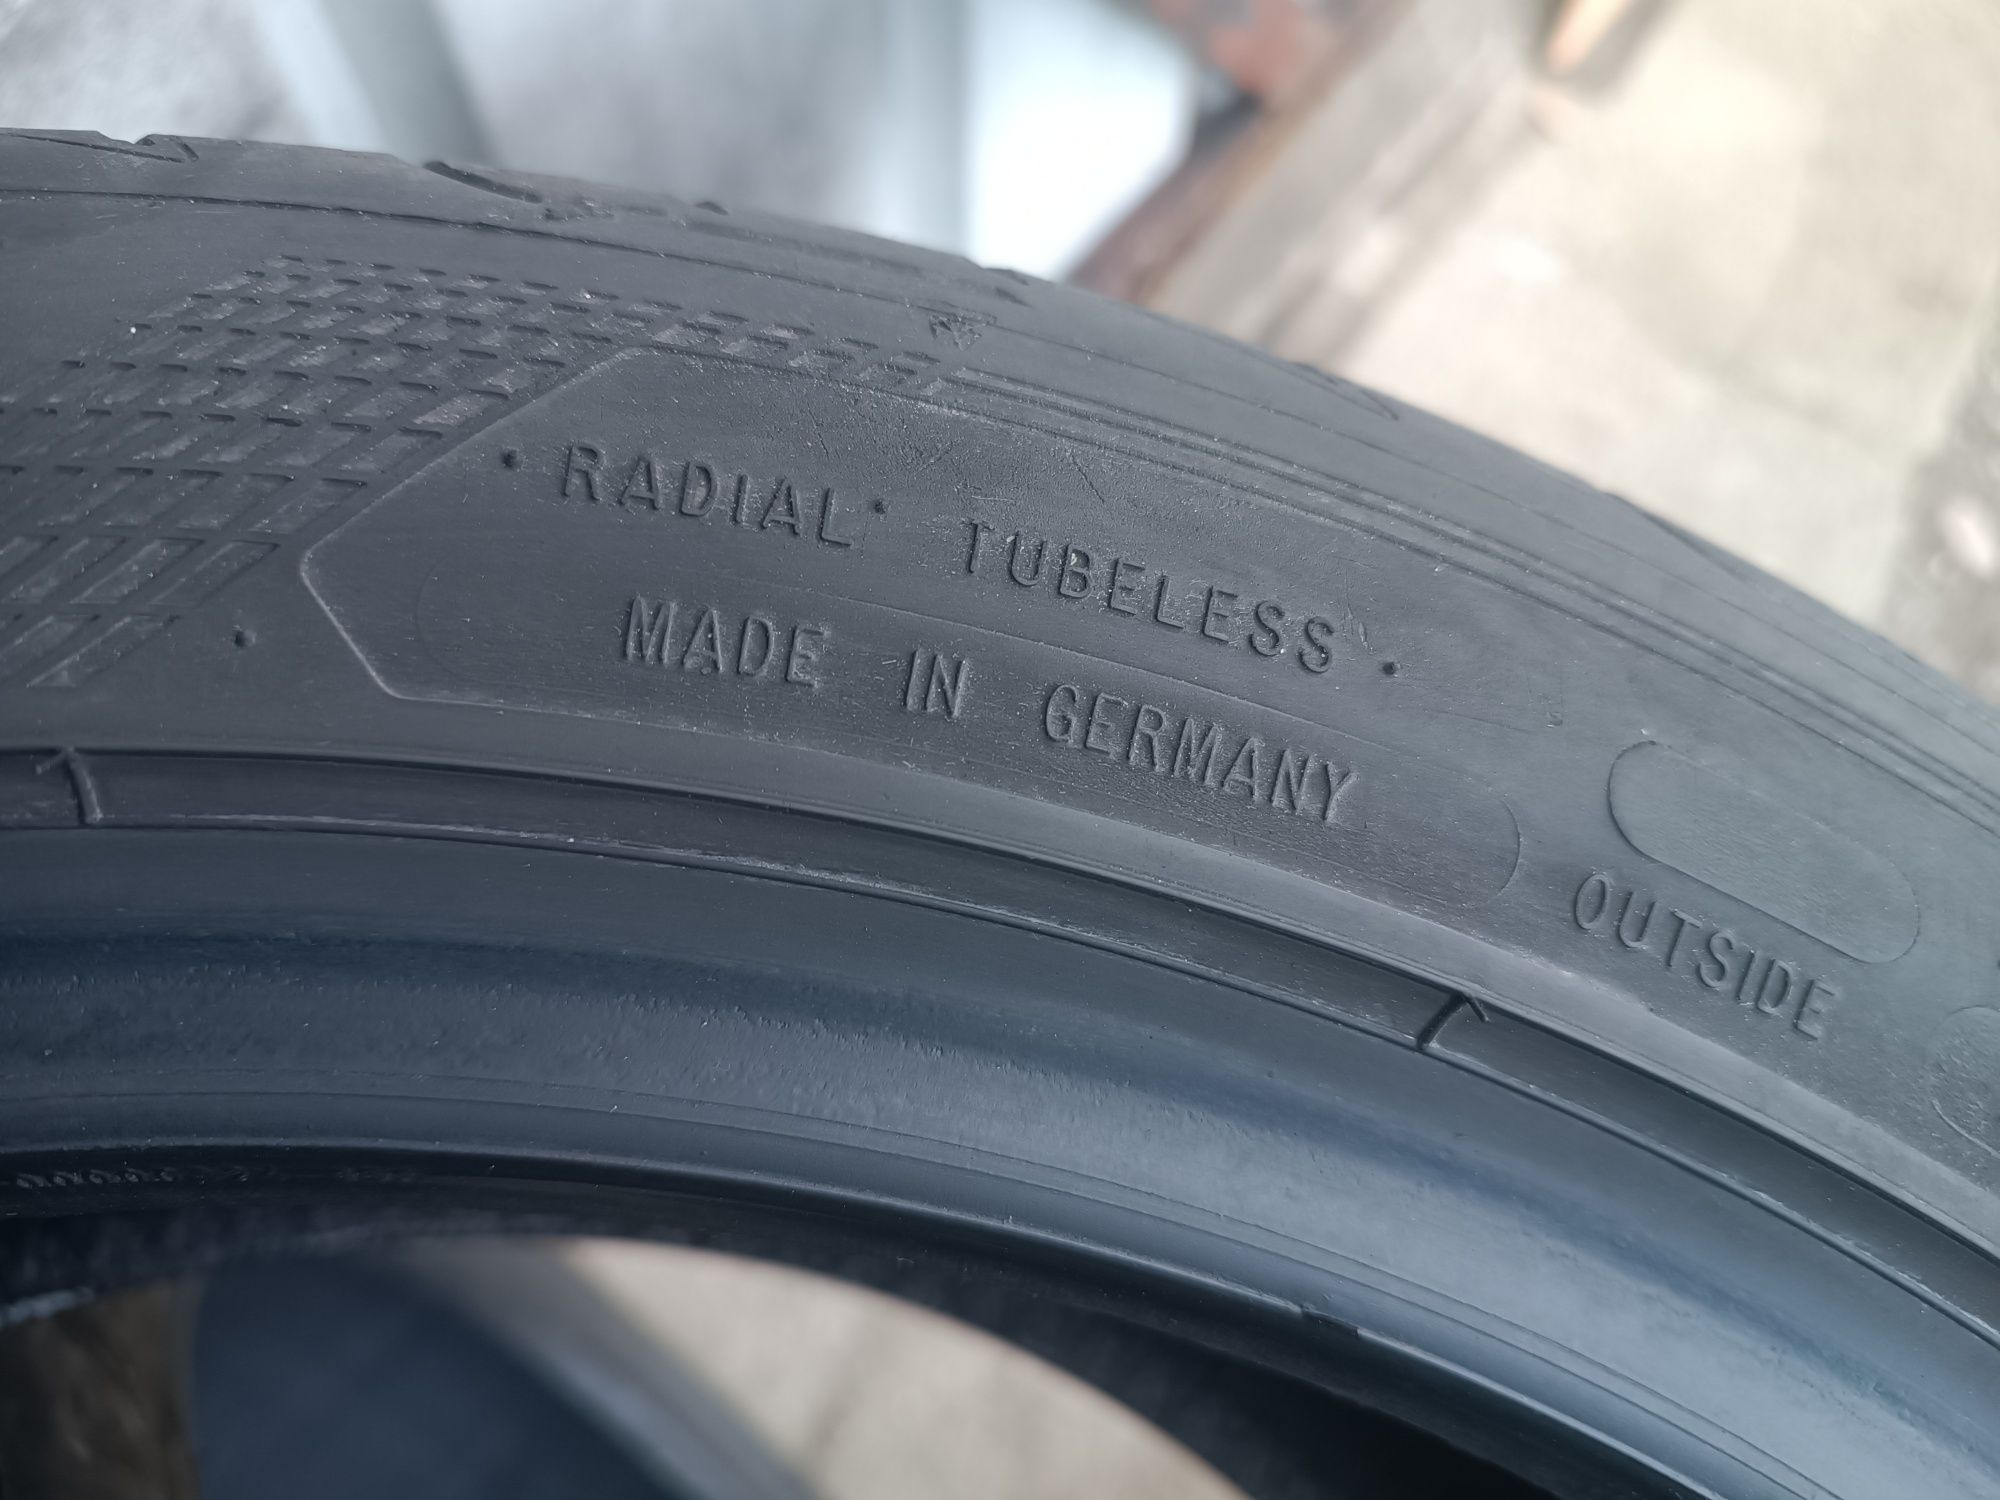 · RADIAL · TUBELESS ·
MADE IN GERMANY
OUTSIDE